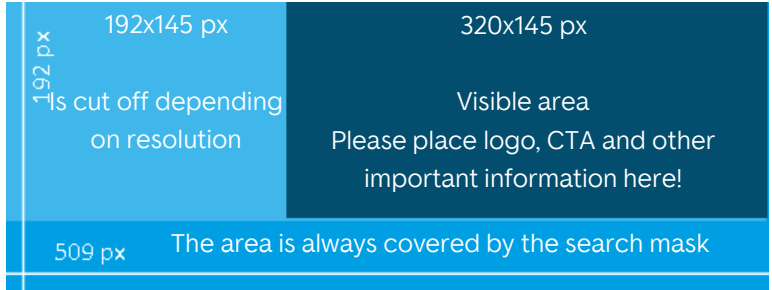 192x145 px
320x145 px
192 px
Is cut off depending
on resolution
Visible area
Please place logo, CTA and other
important information here!
509 px
The area is always covered by the search mask